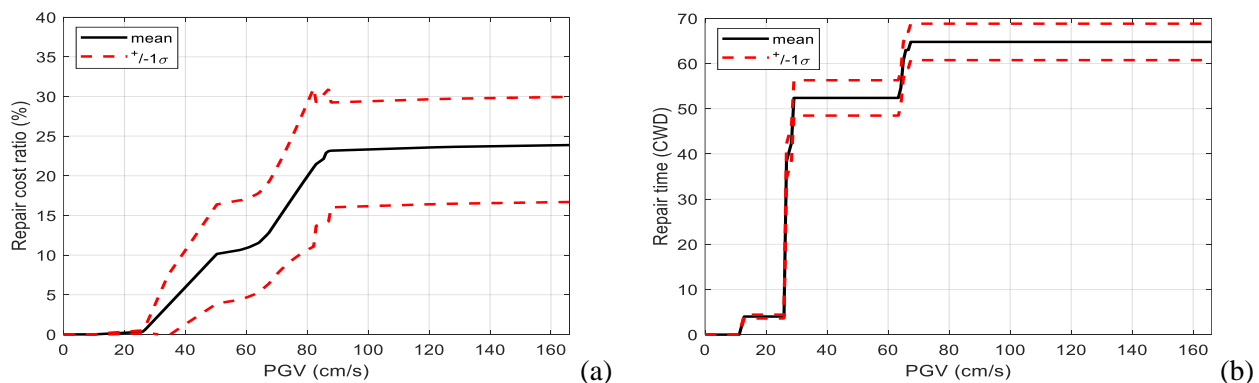 40
35
30
25
20
15
10
5
0
Repair cost ratio (%)
mean
+/-1σ
0 20 40 60 80 100 120 140 160
PGV (cm/s)
(a)
70
60
50
40
30
20
10
0
Repair time (CWD)
mean
+/-1σ
0 20 40 60 80 100 120 140 160
PGV (cm/s)
(b)